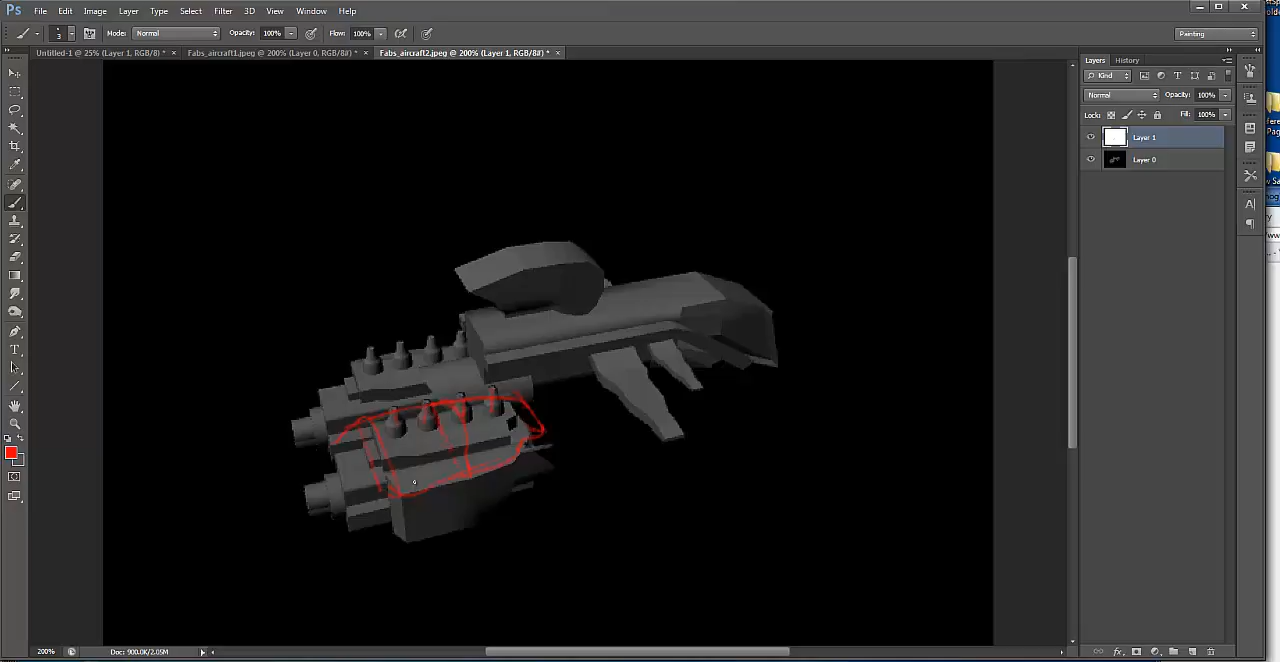 Ps File Edit Image Layer Type Select Filter 3D View Window Help
3 Mode: Normal Opacity: 100% Flow: 100% Painting
Untitled-1 @ 25% (Layer 1, RGB/8) * × Fabs_aircraft1.jpeg @ 200% (Layer 0, RGB/8#) * × Fabs_aircraft2.jpeg @ 200% (Layer 1, RGB/8#) * ×
Layers History
Kind
Normal Opacity: 100%
Lock: Fill: 100%
Layer 1
Layer 0
200% Doc: 900.0K/2.05M